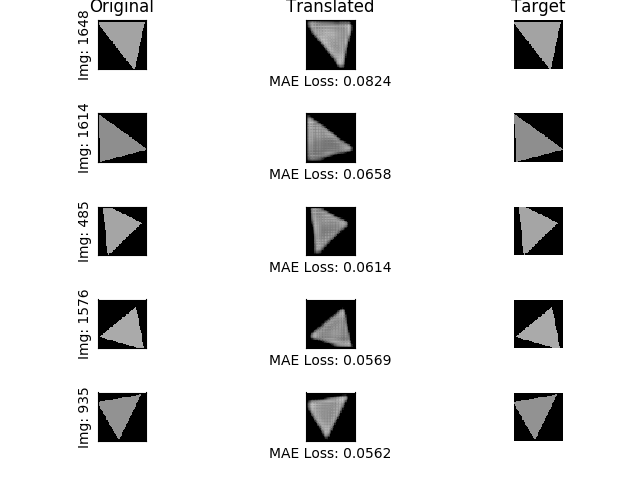 Original Translated Target
Img: 1648
MAE Loss: 0.0824
Img: 1614
MAE Loss: 0.0658
Img: 485
MAE Loss: 0.0614
Img: 1576
MAE Loss: 0.0569
Img: 935
MAE Loss: 0.0562